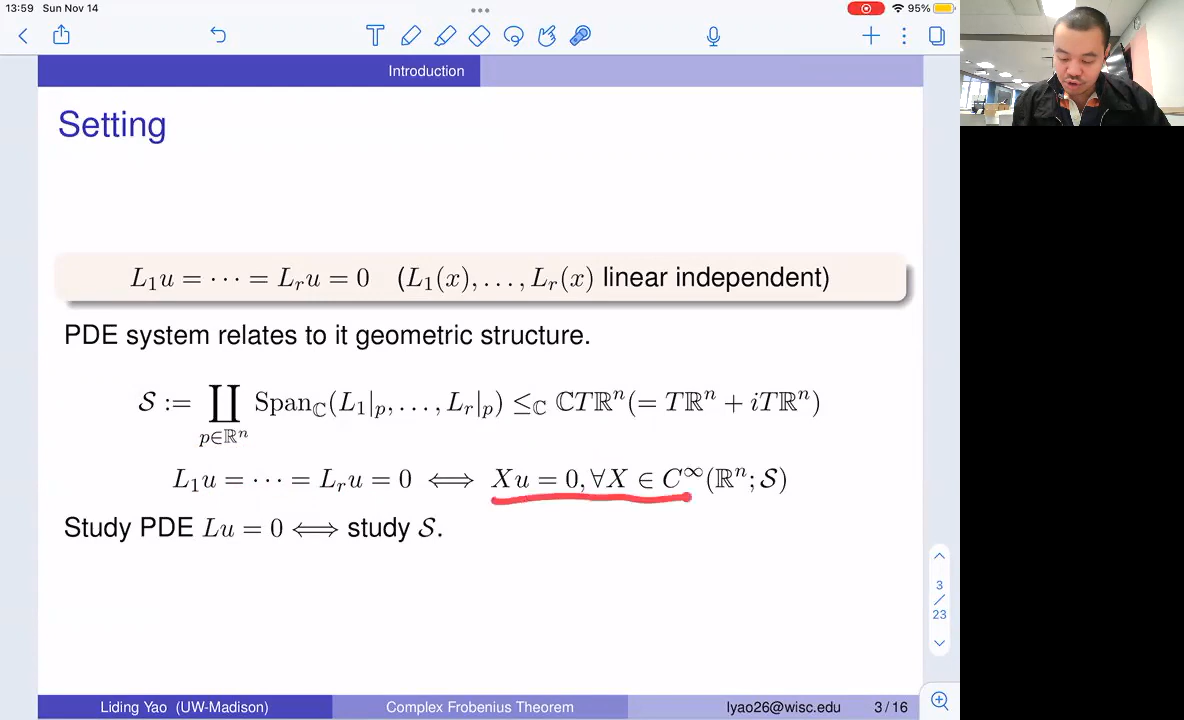 13:59 Sun Nov 14
95%
Introduction
Setting
L₁u = ··· = Lᵣu = 0 (L₁(x), . . . , Lᵣ(x) linear independent)
PDE system relates to it geometric structure.
𝒮 := ∐_{p∈ℝⁿ} Span_ℂ(L₁|ₚ, . . . , Lᵣ|ₚ) ≤_ℂ ℂTℝⁿ(= Tℝⁿ + iTℝⁿ)
L₁u = ··· = Lᵣu = 0 ⟺ Xu = 0, ∀X ∈ C^∞(ℝⁿ; 𝒮)
Study PDE Lu = 0 ⟺ study 𝒮.
3
/
23
Liding Yao (UW-Madison) Complex Frobenius Theorem lyao26@wisc.edu 3 / 16